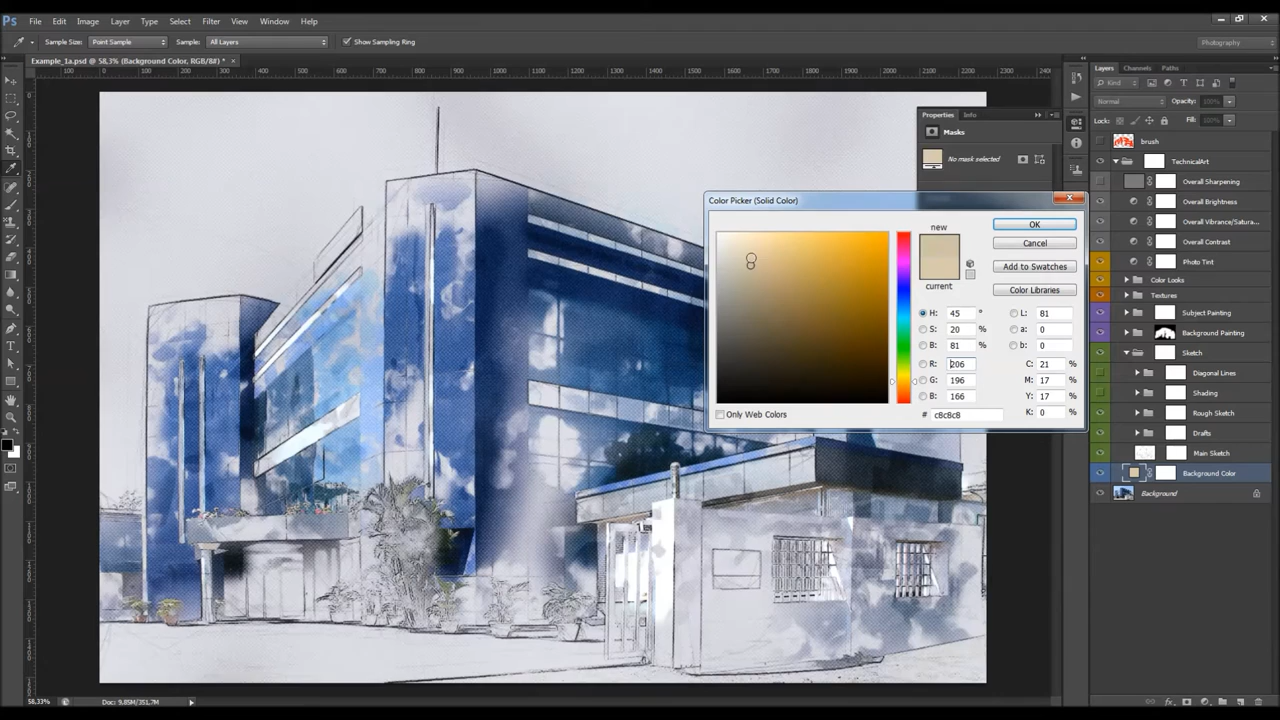 Ps File Edit Image Layer Type Select Filter View Window Help
Sample Size: Point Sample Sample: All Layers Show Sampling Ring Photography
Example_1a.psd @ 58,3% (Background Color, RGB/8#) * ×
Layers Channels Paths
Kind
Normal Opacity: 100%
Lock: Fill: 100%
brush
TechnicalArt
Overall Sharpening
Overall Brightness
Overall Vibrance/Satura...
Overall Contrast
Photo Tint
Color Looks
Textures
Subject Painting
Background Painting
Sketch
Diagonal Lines
Shading
Rough Sketch
Drafts
Main Sketch
Background Color
Background
Properties Info
Masks
No mask selected
Color Picker (Solid Color)
new
current
OK
Cancel
Add to Swatches
Color Libraries
H: 45 °
S: 20 %
B: 81 %
R: 206
G: 196
B: 166
L: 81
a: 0
b: 0
C: 21 %
M: 17 %
Y: 17 %
K: 0 %
# c8c8c8
Only Web Colors
58,33% Doc: 9,85M/351,7M